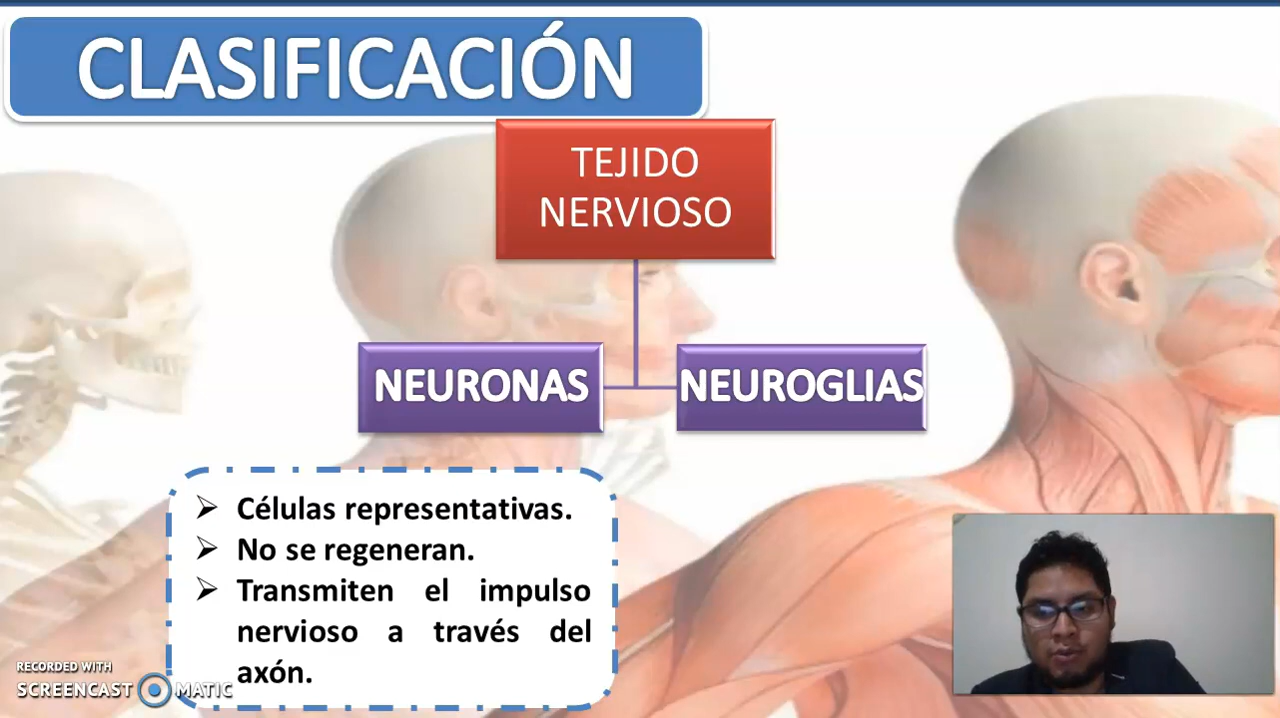 CLASIFICACIÓN
TEJIDO
NERVIOSO
NEURONAS
NEUROGLIAS
➢ Células representativas.
➢ No se regeneran.
➢ Transmiten el impulso
nervioso a través del
axón.
RECORDED WITH
SCREENCAST MATIC